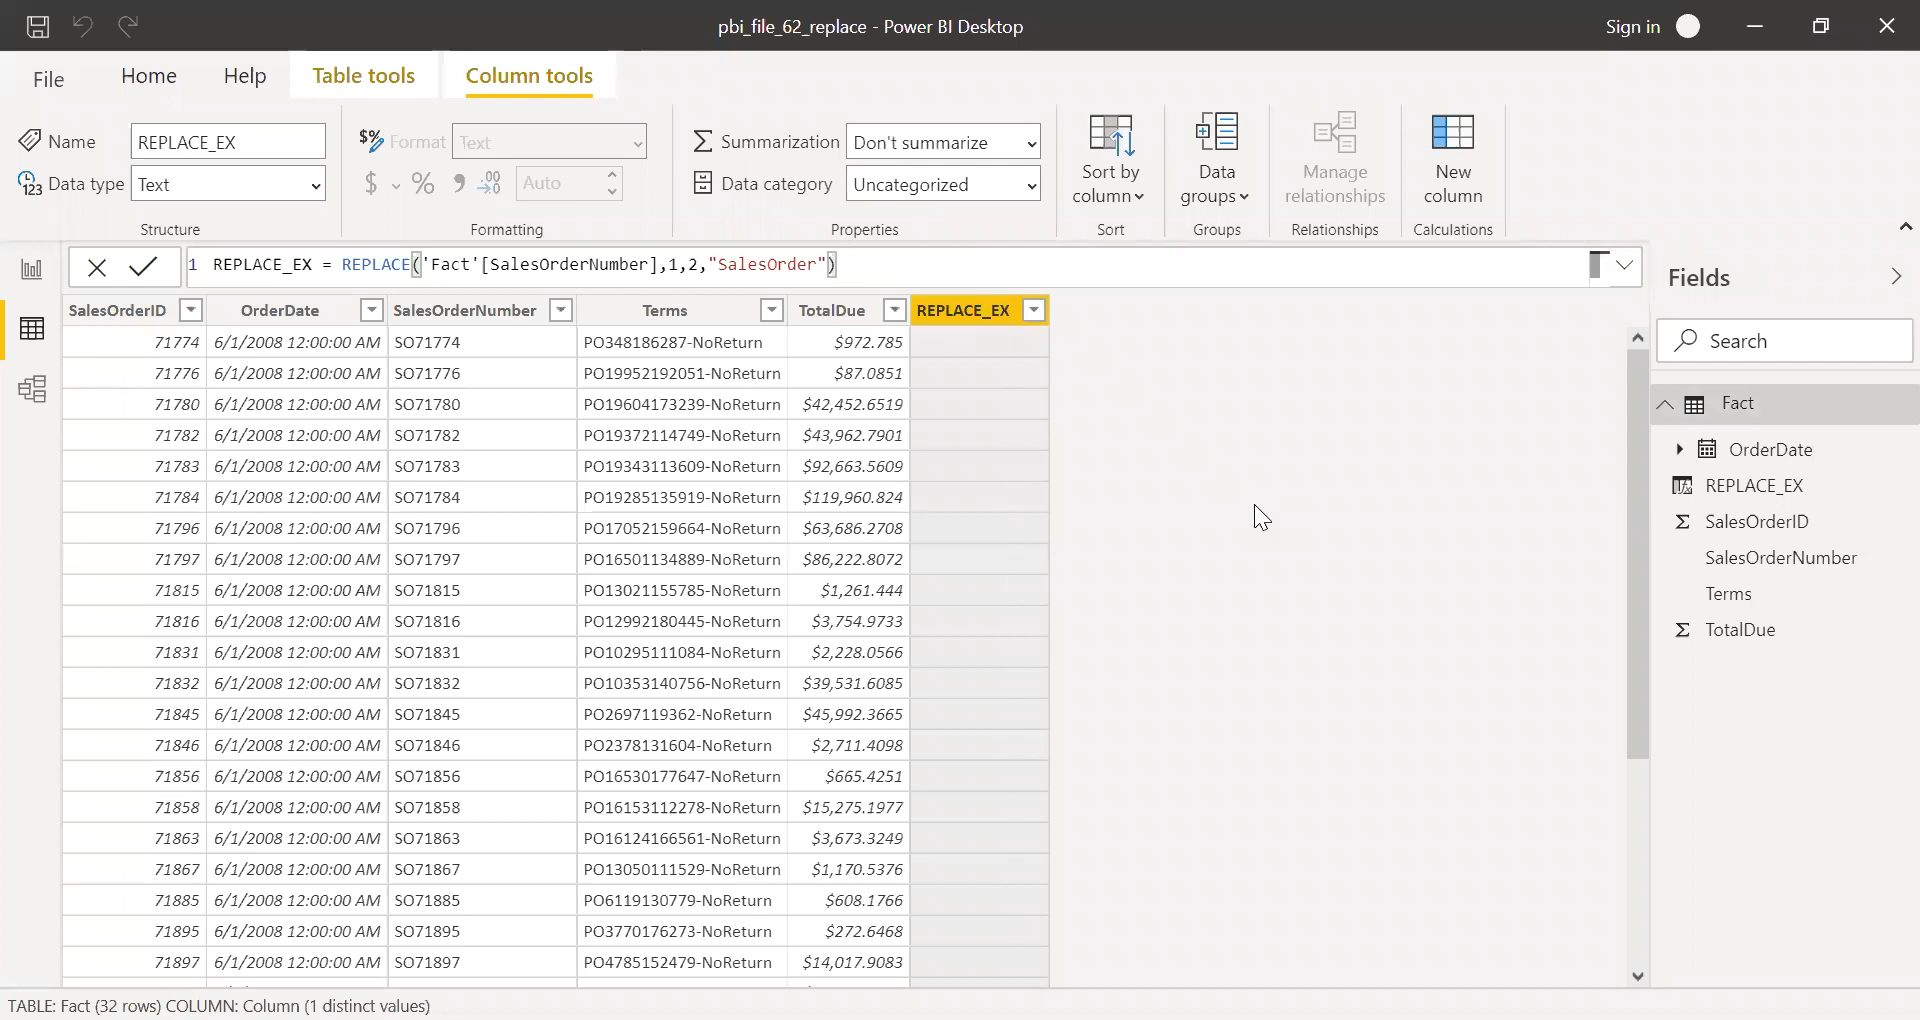 pbi_file_62_replace - Power BI Desktop
Sign in
File Home Help Table tools Column tools
Name REPLACE_EX
Data type Text
Structure
$% Format Text
$ % 9 .00 Auto
Formatting
Summarization Don't summarize
Data category Uncategorized
Properties
Sort by
column
Sort
Data
groups
Groups
Manage
relationships
Relationships
New
column
Calculations
1 REPLACE_EX = REPLACE('Fact'[SalesOrderNumber],1,2,"SalesOrder")
SalesOrderID OrderDate SalesOrderNumber Terms TotalDue REPLACE_EX
71774 6/1/2008 12:00:00 AM SO71774 PO348186287-NoReturn $972.785
71776 6/1/2008 12:00:00 AM SO71776 PO19952192051-NoReturn $87.0851
71780 6/1/2008 12:00:00 AM SO71780 PO19604173239-NoReturn $42,452.6519
71782 6/1/2008 12:00:00 AM SO71782 PO19372114749-NoReturn $43,962.7901
71783 6/1/2008 12:00:00 AM SO71783 PO19343113609-NoReturn $92,663.5609
71784 6/1/2008 12:00:00 AM SO71784 PO19285135919-NoReturn $119,960.824
71796 6/1/2008 12:00:00 AM SO71796 PO17052159664-NoReturn $63,686.2708
71797 6/1/2008 12:00:00 AM SO71797 PO16501134889-NoReturn $86,222.8072
71815 6/1/2008 12:00:00 AM SO71815 PO13021155785-NoReturn $1,261.444
71816 6/1/2008 12:00:00 AM SO71816 PO12992180445-NoReturn $3,754.9733
71831 6/1/2008 12:00:00 AM SO71831 PO10295111084-NoReturn $2,228.0566
71832 6/1/2008 12:00:00 AM SO71832 PO10353140756-NoReturn $39,531.6085
71845 6/1/2008 12:00:00 AM SO71845 PO2697119362-NoReturn $45,992.3665
71846 6/1/2008 12:00:00 AM SO71846 PO2378131604-NoReturn $2,711.4098
71856 6/1/2008 12:00:00 AM SO71856 PO16530177647-NoReturn $665.4251
71858 6/1/2008 12:00:00 AM SO71858 PO16153112278-NoReturn $15,275.1977
71863 6/1/2008 12:00:00 AM SO71863 PO16124166561-NoReturn $3,673.3249
71867 6/1/2008 12:00:00 AM SO71867 PO13050111529-NoReturn $1,170.5376
71885 6/1/2008 12:00:00 AM SO71885 PO6119130779-NoReturn $608.1766
71895 6/1/2008 12:00:00 AM SO71895 PO3770176273-NoReturn $272.6468
71897 6/1/2008 12:00:00 AM SO71897 PO4785152479-NoReturn $14,017.9083
Fields
Search
Fact
OrderDate
REPLACE_EX
SalesOrderID
SalesOrderNumber
Terms
TotalDue
TABLE: Fact (32 rows) COLUMN: Column (1 distinct values)